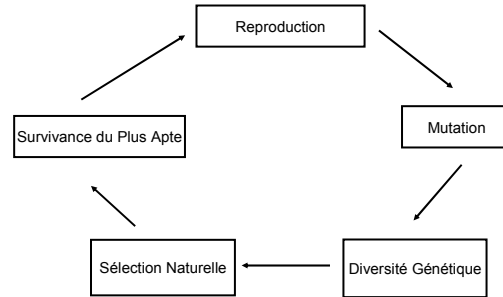 Reproduction
Mutation
Survivance du Plus Apte
Sélection Naturelle
Diversité Génétique